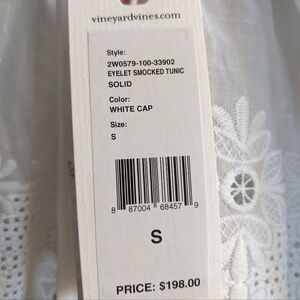 vineyardvines.com
Style:
2W0579-100-33902
EYELET SMOCKED TUNIC
SOLID
Color:
WHITE CAP
Size:
S
8 87004 68457 9
S
PRICE: $198.00